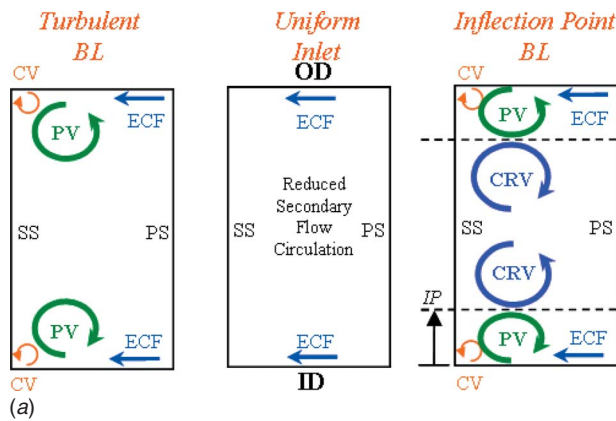 Turbulent
BL
CV
PV
ECF
SS
PS
PV
ECF
CV
(a)
Uniform
Inlet
OD
ECF
Reduced
Secondary
Flow
Circulation
SS
PS
ECF
ID
Inflection Point
BL
CV
PV
ECF
CRV
SS
PS
CRV
IP
PV
ECF
CV